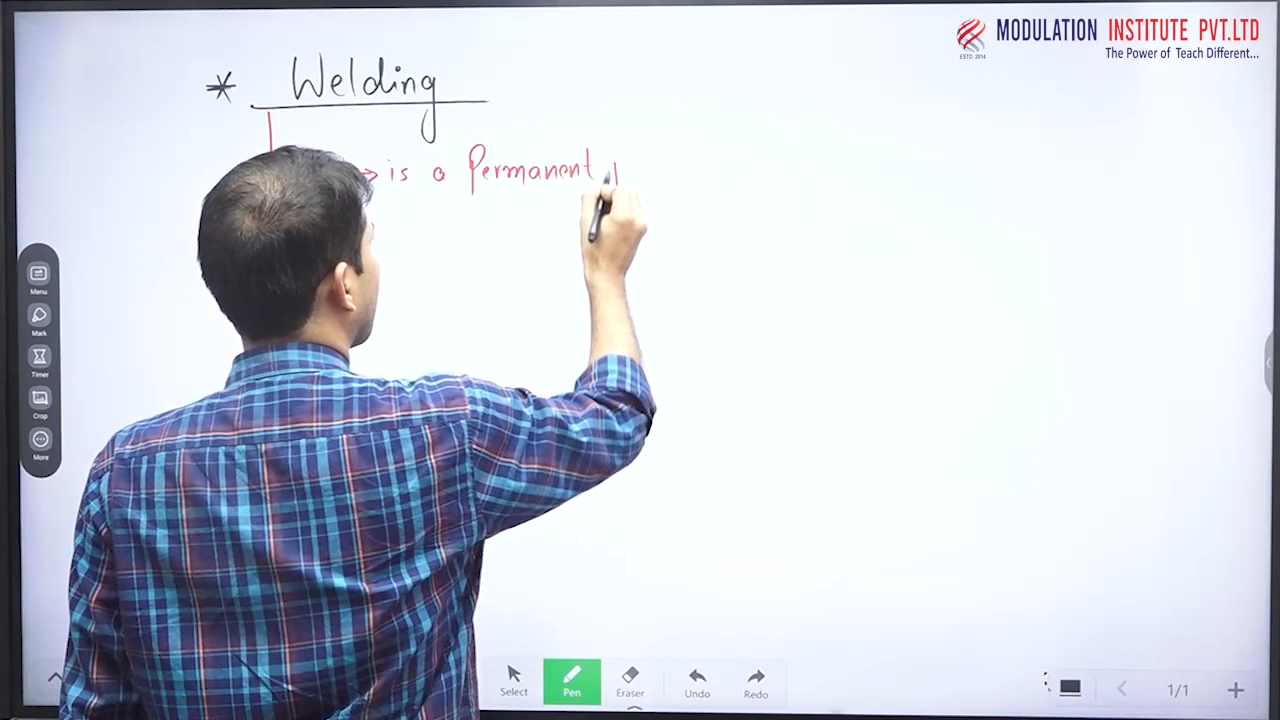 MODULATION INSTITUTE PVT.LTD
The Power of Teach Different...
ESTD. 2014
* Welding
→ is a Permanent
Menu
Mark
Timer
Crop
More
Select
Pen
Eraser
Undo
Redo
1/1